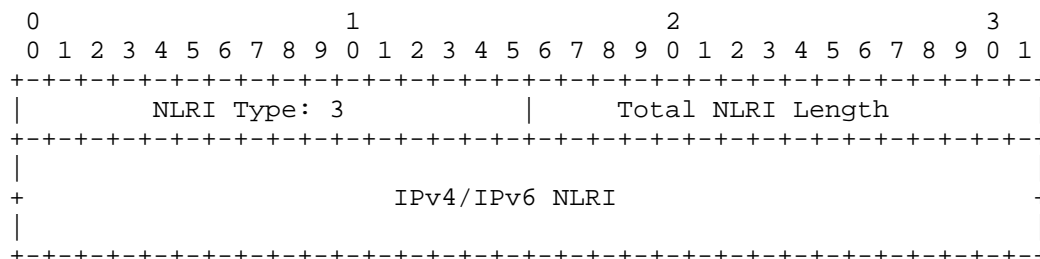 0                   1                   2                   3
 0 1 2 3 4 5 6 7 8 9 0 1 2 3 4 5 6 7 8 9 0 1 2 3 4 5 6 7 8 9 0 1
+-+-+-+-+-+-+-+-+-+-+-+-+-+-+-+-+-+-+-+-+-+-+-+-+-+-+-+-+-+-+-+-
|        NLRI Type: 3           |     Total NLRI Length         |
+-+-+-+-+-+-+-+-+-+-+-+-+-+-+-+-+-+-+-+-+-+-+-+-+-+-+-+-+-+-+-+-
|                                                               |
+                       IPv4/IPv6 NLRI                          -
|                                                               |
+-+-+-+-+-+-+-+-+-+-+-+-+-+-+-+-+-+-+-+-+-+-+-+-+-+-+-+-+-+-+-+-